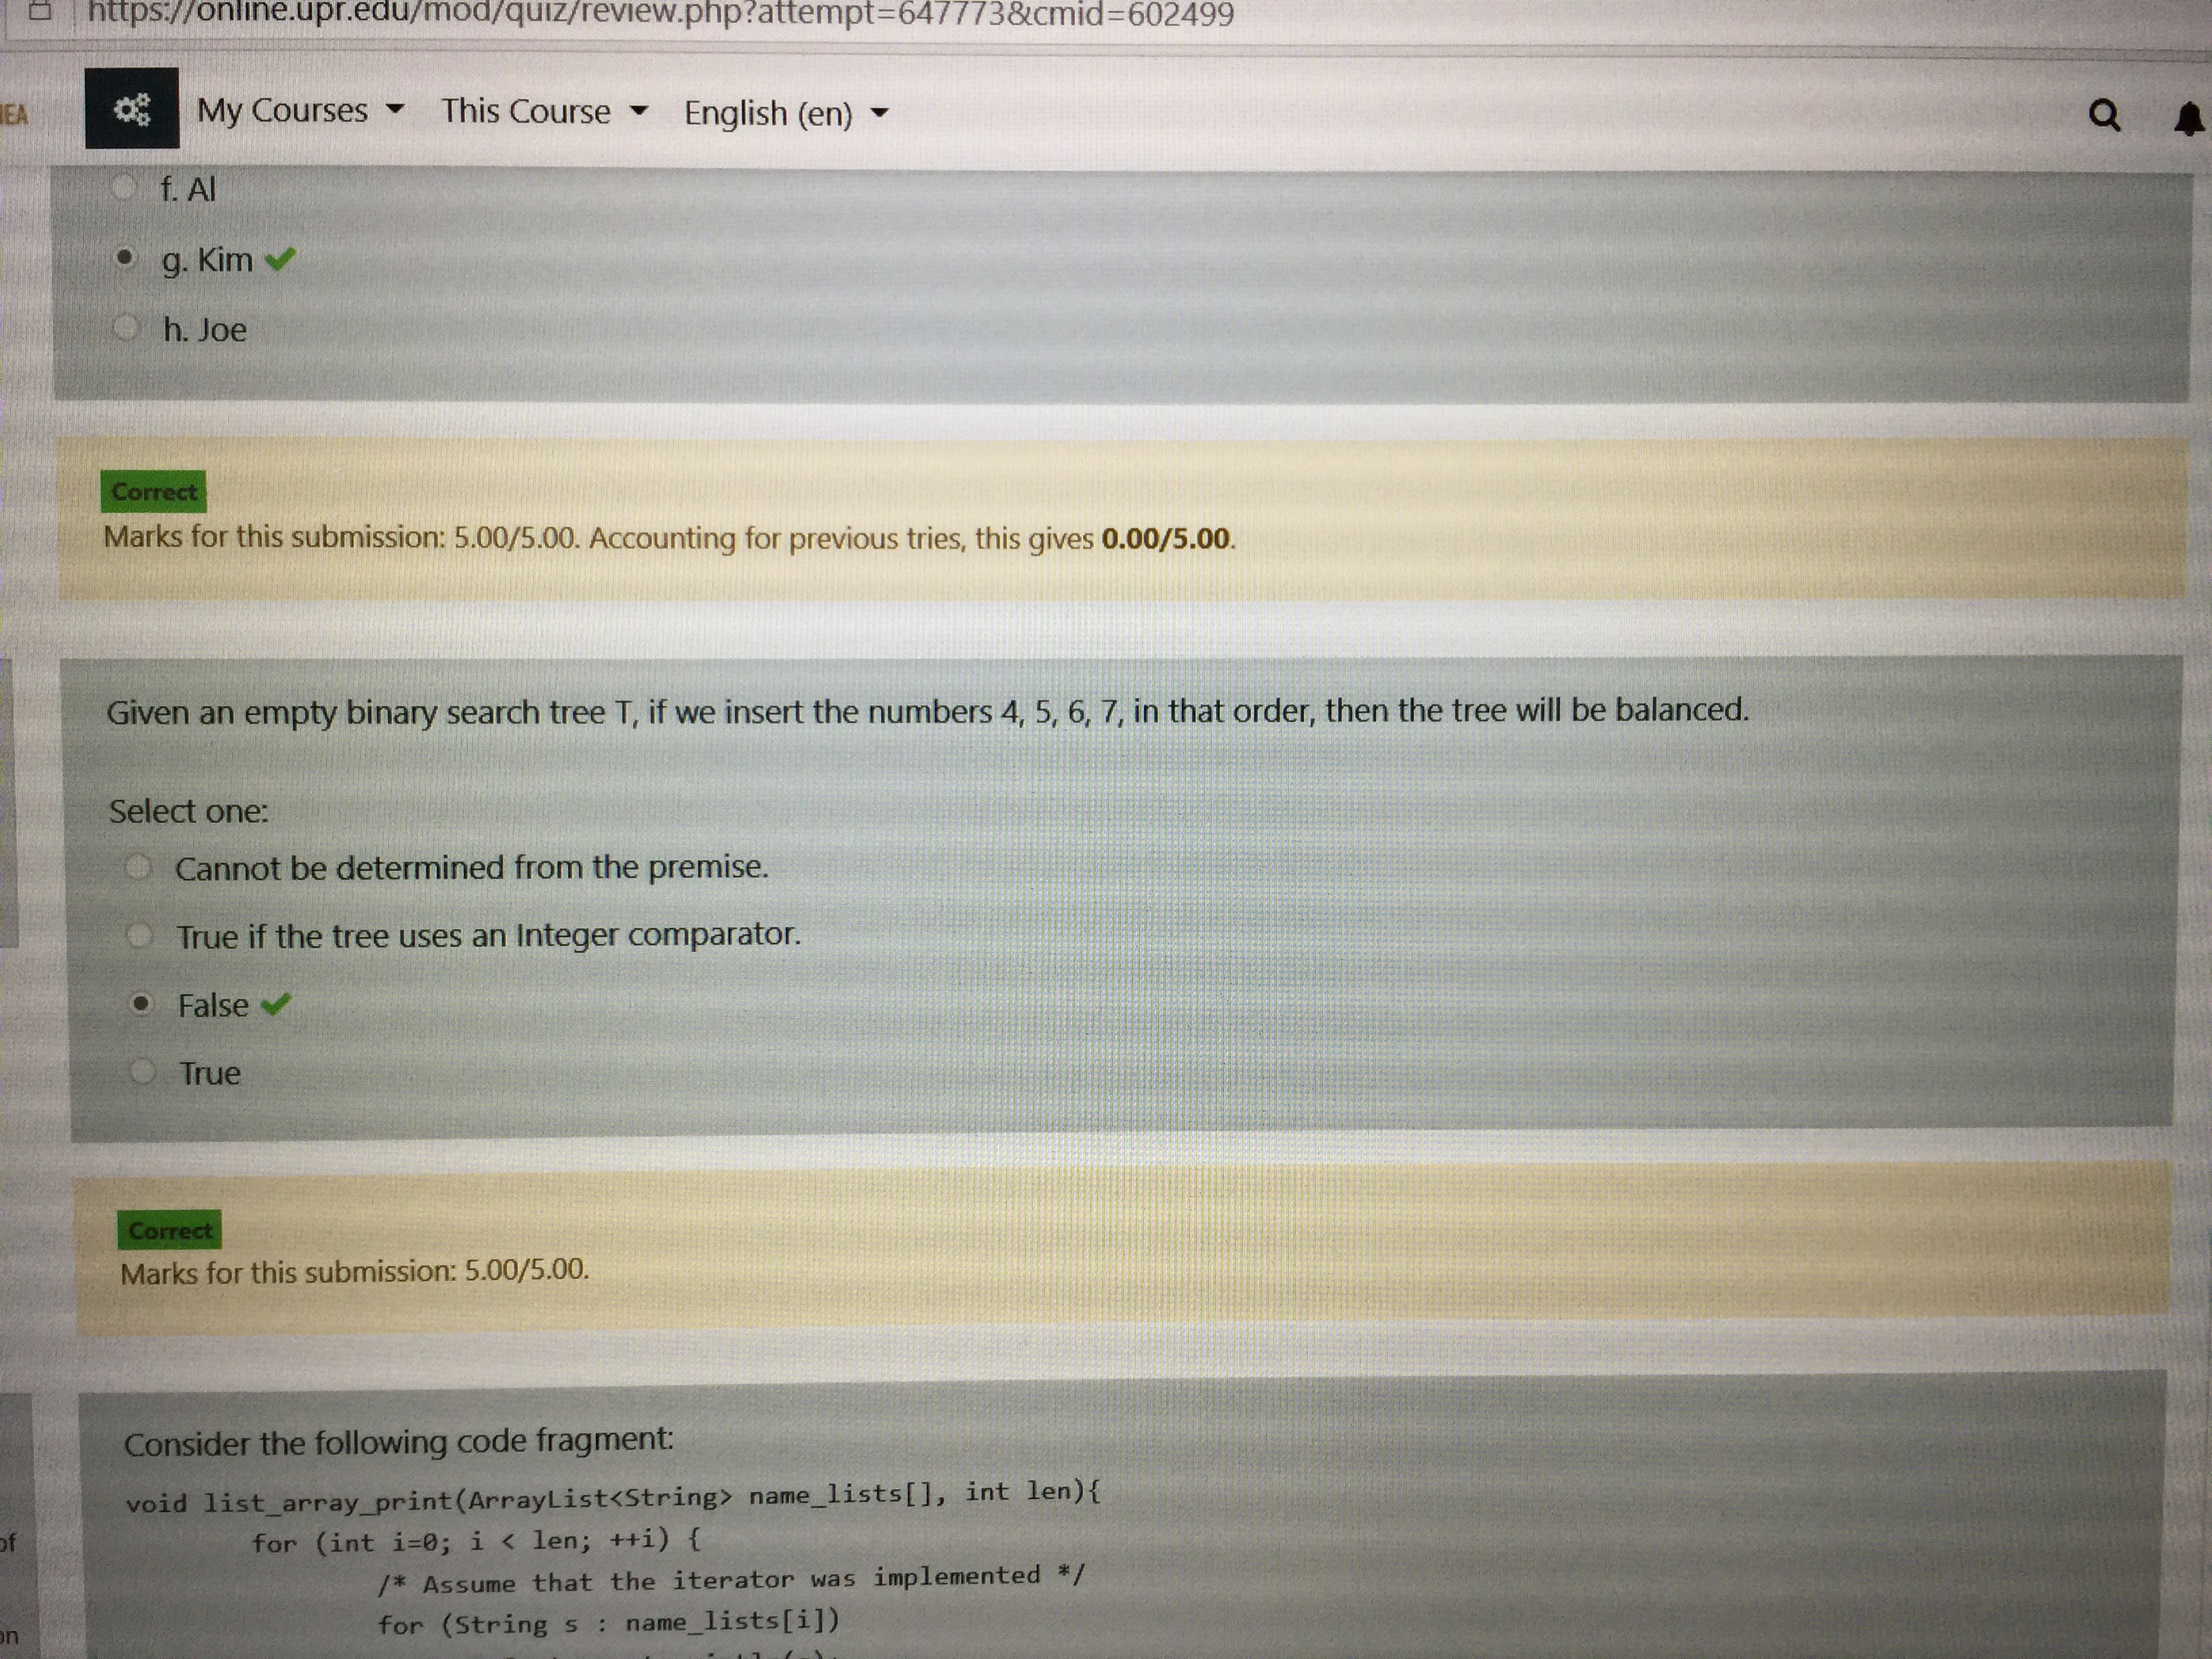 https://online.upr.edu/mod/quiz/review.php?attempt=647773&cmid=602499
My Courses This Course English (en)
f. Al
g. Kim
h. Joe
Correct
Marks for this submission: 5.00/5.00. Accounting for previous tries, this gives 0.00/5.00.
Given an empty binary search tree T, if we insert the numbers 4, 5, 6, 7, in that order, then the tree will be balanced.
Select one:
Cannot be determined from the premise.
True if the tree uses an Integer comparator.
False
True
Correct
Marks for this submission: 5.00/5.00.
Consider the following code fragment:
void list_array_print(ArrayList<String> name_lists[], int len){
for (int i=0; i < len; ++i) {
/* Assume that the iterator was implemented */
for (String s : name_lists[i])